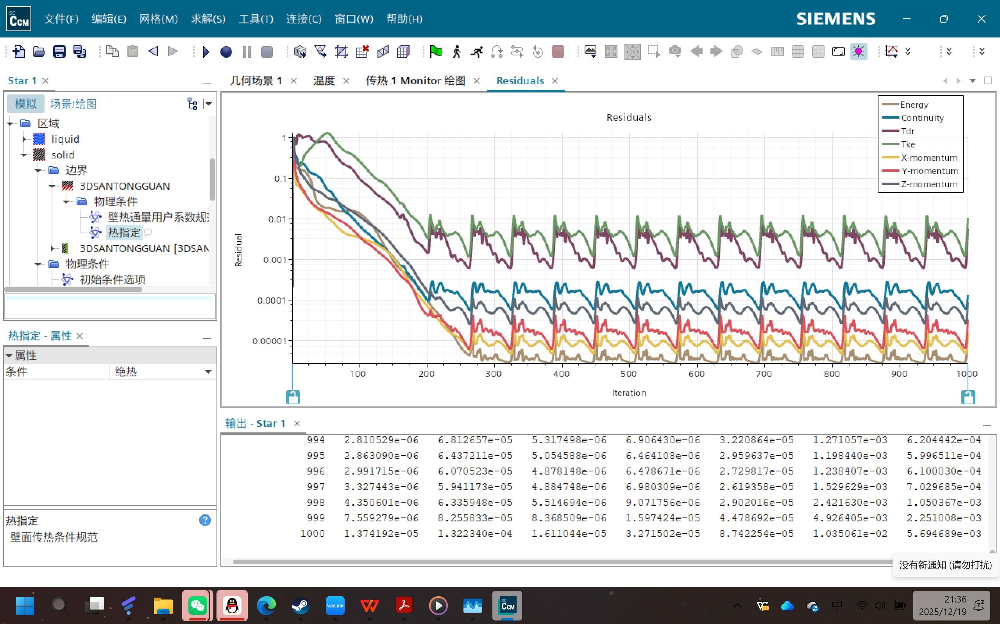 SC
CCM
文件(F) 编辑(E) 网格(M) 求解(S) 工具(T) 连接(C) 窗口(W) 帮助(H)
SIEMENS
Star 1
几何场景 1 温度 传热 1 Monitor 绘图 Residuals
模拟 场景/绘图
区域
liquid
solid
边界
3DSANTONGGUAN
物理条件
壁热通量用户系数规
热指定
3DSANTONGGUAN [3DSAN
物理条件
初始条件选项
热指定 - 属性
属性
条件 绝热
热指定
壁面传热条件规范
Residuals
Energy
Continuity
Tdr
Tke
X-momentum
Y-momentum
Z-momentum
Residual
1
0.1
0.01
0.001
0.0001
0.00001
100 200 300 400 500 600 700 800 900 1000
Iteration
输出 - Star 1
994 2.810529e-06 6.812657e-05 5.317498e-06 6.906430e-06 3.220864e-05 1.271057e-03 6.204442e-04
995 2.863090e-06 6.437211e-05 5.054588e-06 6.464108e-06 2.959637e-05 1.198440e-03 5.996511e-04
996 2.991715e-06 6.070523e-05 4.878148e-06 6.478671e-06 2.729817e-05 1.238407e-03 6.100030e-04
997 3.327443e-06 5.941173e-05 4.884748e-06 6.980309e-06 2.619358e-05 1.529629e-03 7.029685e-04
998 4.350601e-06 6.335948e-05 5.514694e-06 9.071756e-06 2.902016e-05 2.421630e-03 1.050367e-03
999 7.559279e-06 8.255833e-05 8.368509e-06 1.597424e-05 4.478692e-05 4.926405e-03 2.251008e-03
1000 1.374192e-05 1.322340e-04 1.611044e-05 3.271502e-05 8.742254e-05 1.035061e-02 5.694689e-03
没有新通知 (请勿打扰)
WeLink
SC
CCM
中
21:36
2025/12/19